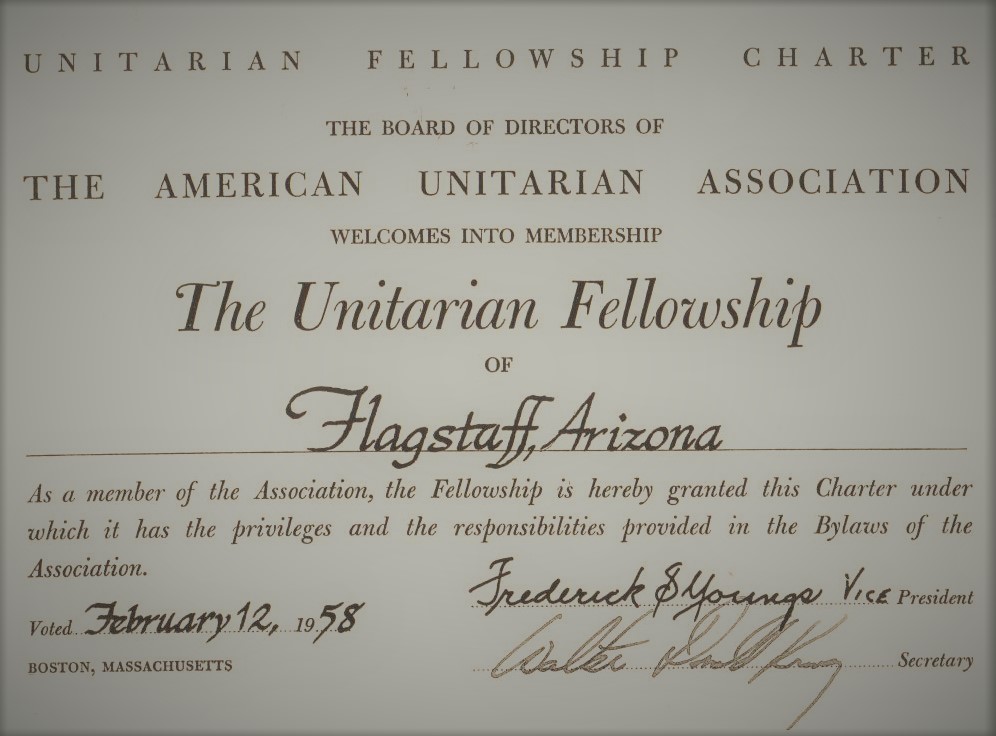 UNITARIAN FELLOWSHIP CHARTER
THE BOARD OF DIRECTORS OF
THE AMERICAN UNITARIAN ASSOCIATION
WELCOMES INTO MEMBERSHIP
The Unitarian Fellowship
OF
Flagstaff, Arizona
As a member of the Association, the Fellowship is hereby granted this Charter under
which it has the privileges and the responsibilities provided in the Bylaws of the
Association.
Frederick S Youngs Vice President
Voted February 12, 1958
Walter Secretary
BOSTON, MASSACHUSETTS